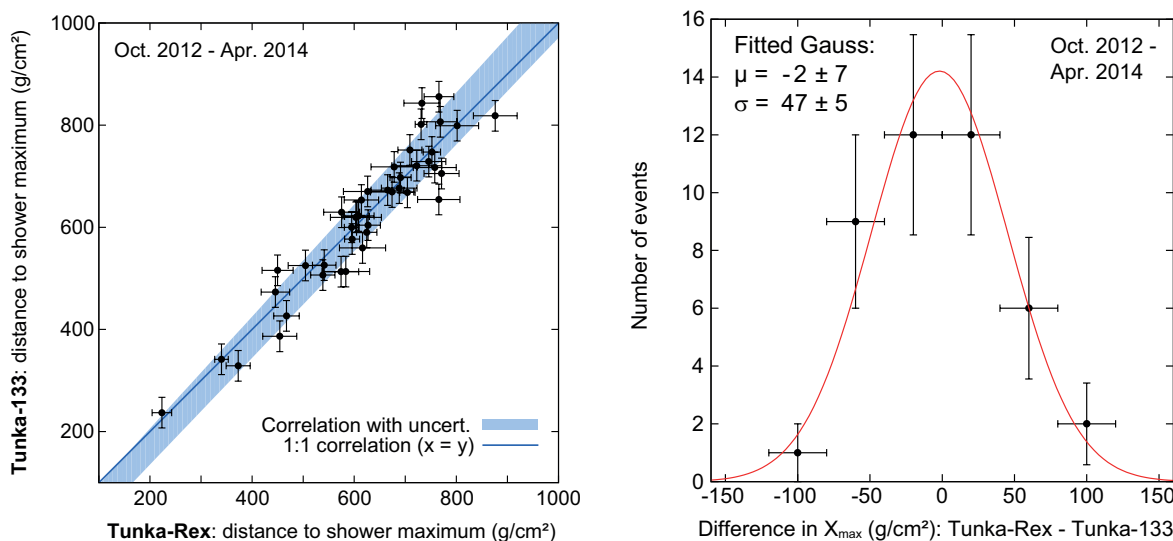 Tunka-133: distance to shower maximum (g/cm²)
1000
800
600
400
200
Oct. 2012 - Apr. 2014
Correlation with uncert.
1:1 correlation (x = y)
200
400
600
800
1000
Tunka-Rex: distance to shower maximum (g/cm²)
Number of events
16
14
12
10
8
6
4
2
0
Fitted Gauss:
μ = -2 ± 7
σ = 47 ± 5
Oct. 2012 -
Apr. 2014
-150
-100
-50
0
50
100
150
Difference in Xmax (g/cm²): Tunka-Rex - Tunka-133